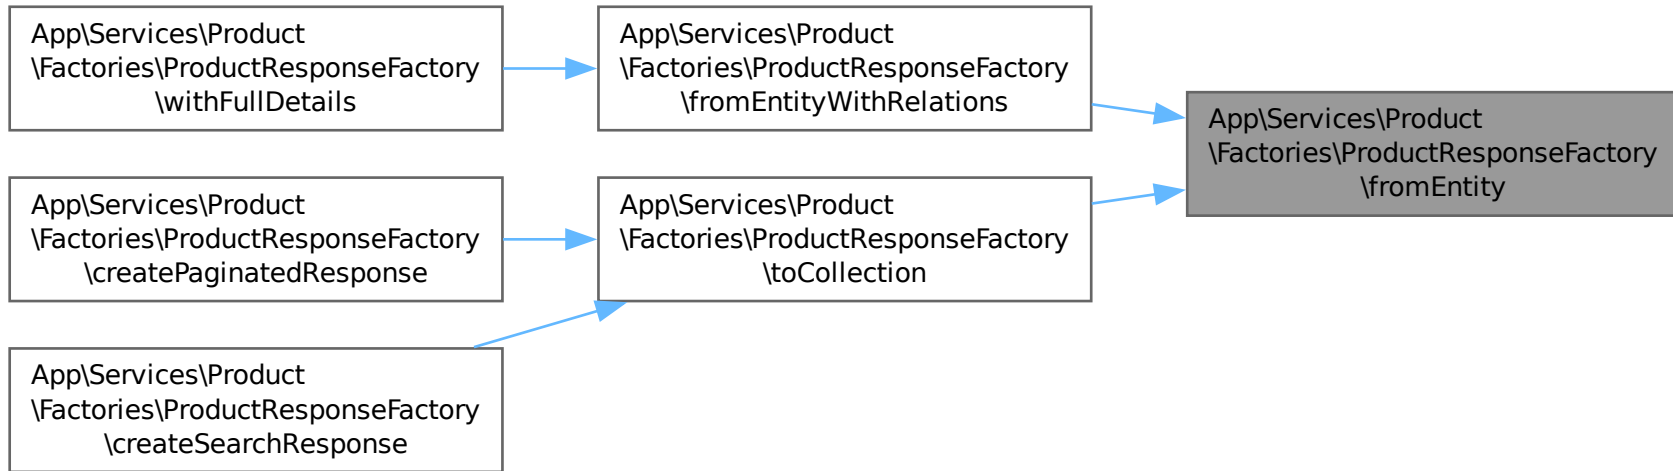 App\Services\Product
\Factories\ProductResponseFactory
\withFullDetails
App\Services\Product
\Factories\ProductResponseFactory
\fromEntityWithRelations
App\Services\Product
\Factories\ProductResponseFactory
\fromEntity
App\Services\Product
\Factories\ProductResponseFactory
\createPaginatedResponse
App\Services\Product
\Factories\ProductResponseFactory
\toCollection
App\Services\Product
\Factories\ProductResponseFactory
\createSearchResponse